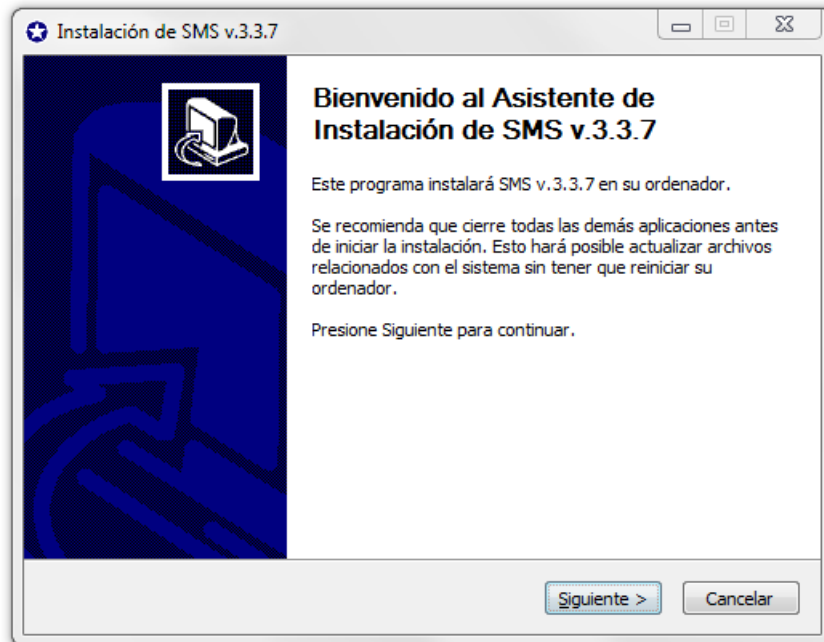 Instalación de SMS v.3.3.7
Bienvenido al Asistente de
Instalación de SMS v.3.3.7
Este programa instalará SMS v.3.3.7 en su ordenador.
Se recomienda que cierre todas las demás aplicaciones antes
de iniciar la instalación. Esto hará posible actualizar archivos
relacionados con el sistema sin tener que reiniciar su
ordenador.
Presione Siguiente para continuar.
Siguiente > Cancelar